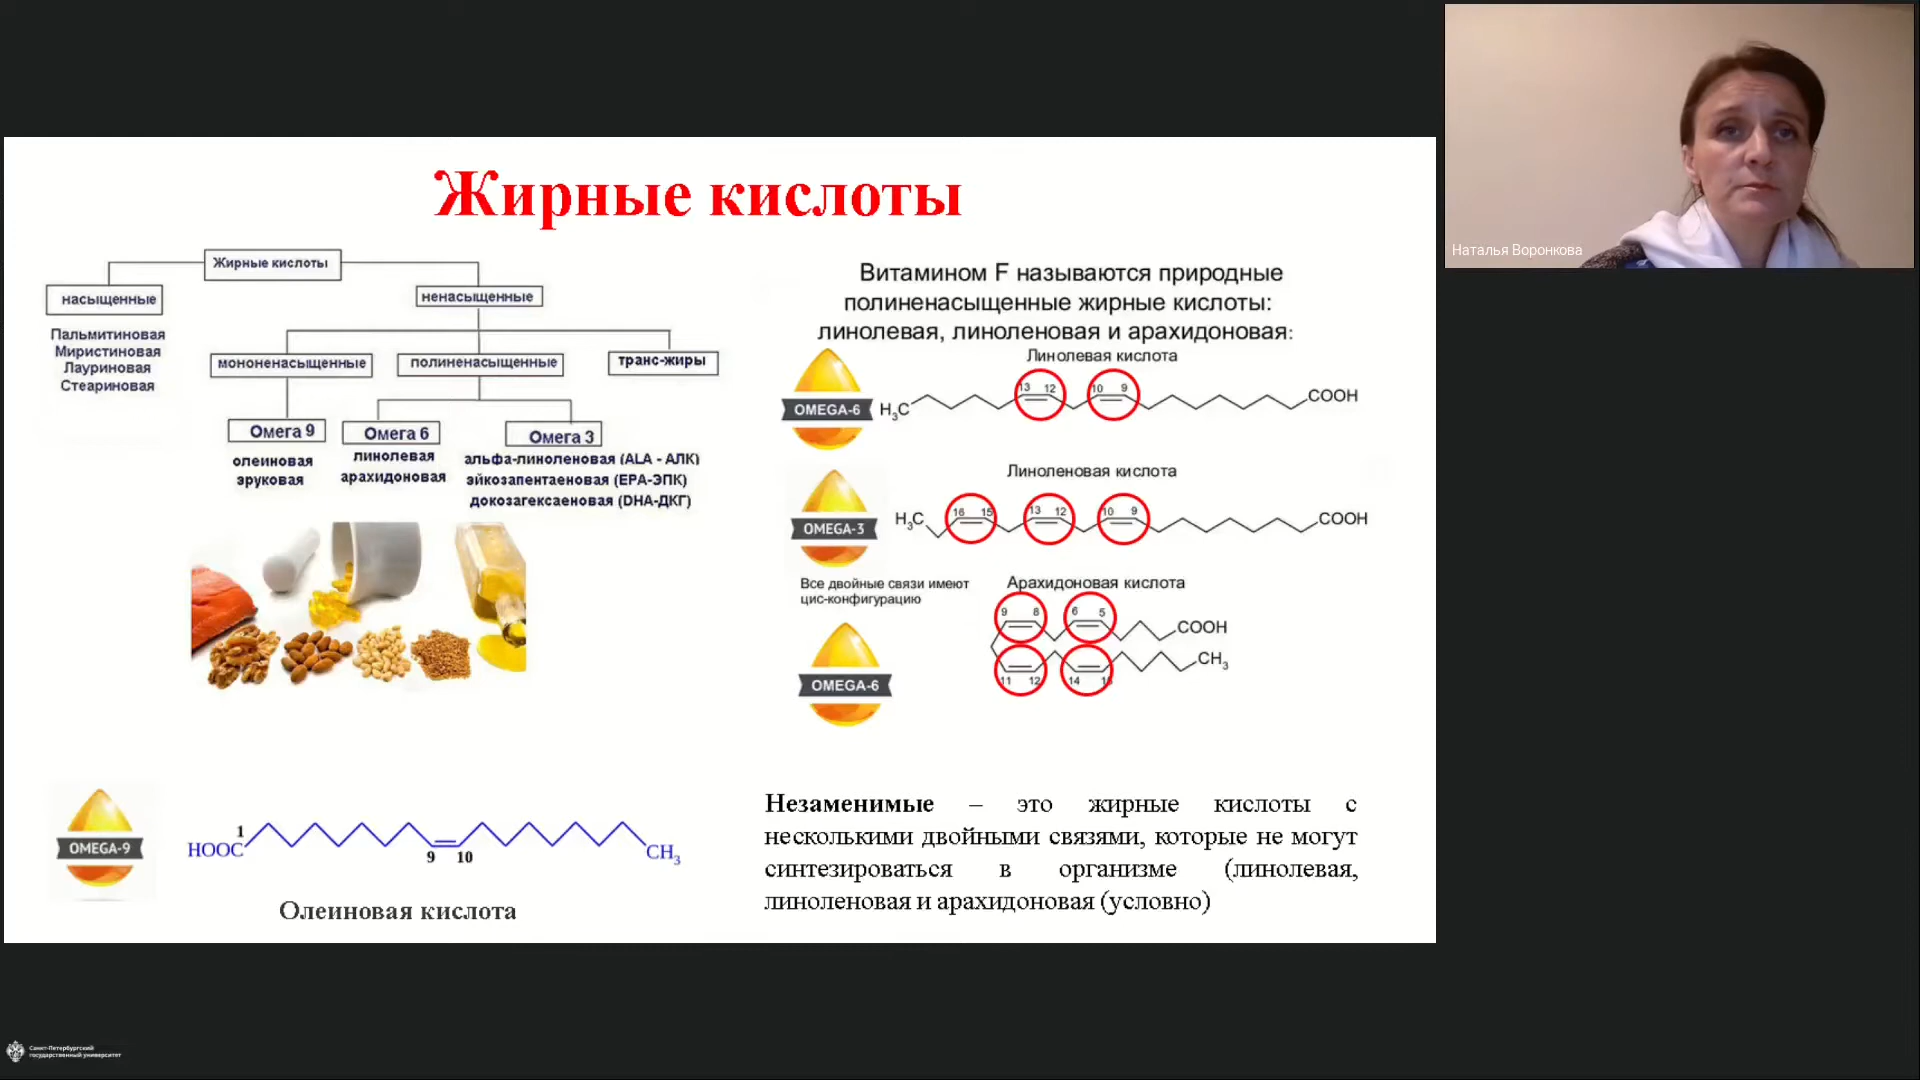 Жирные кислоты
Жирные кислоты
насыщенные
ненасыщенные
Пальмитиновая
Миристиновая
Лауриновая
Стеариновая
мононенасыщенные
полиненасыщенные
транс-жиры
Омега 9
Омега 6
Омега 3
олеиновая
эруковая
линолевая
арахидоновая
альфа-линоленовая (ALA - АЛК)
эйкозапентаеновая (EPA-ЭПК)
докозагексаеновая (DHA-ДКГ)
OMEGA-9
HOOC
1
9 10
CH3
Олеиновая кислота
Витамином F называются природные
полиненасыщенные жирные кислоты:
линолевая, линоленовая и арахидоновая:
Линолевая кислота
OMEGA-6
H3C
13 12 10 9
COOH
Линоленовая кислота
OMEGA-3
H3C
16 15 13 12 10 9
COOH
Все двойные связи имеют
цис-конфигурацию
Арахидоновая кислота
9 8 6 5
COOH
CH3
11 12 14
OMEGA-6
Незаменимые – это жирные кислоты с
несколькими двойными связями, которые не могут
синтезироваться в организме (линолевая,
линоленовая и арахидоновая (условно)
Наталья Воронкова
Санкт-Петербургский
государственный университет